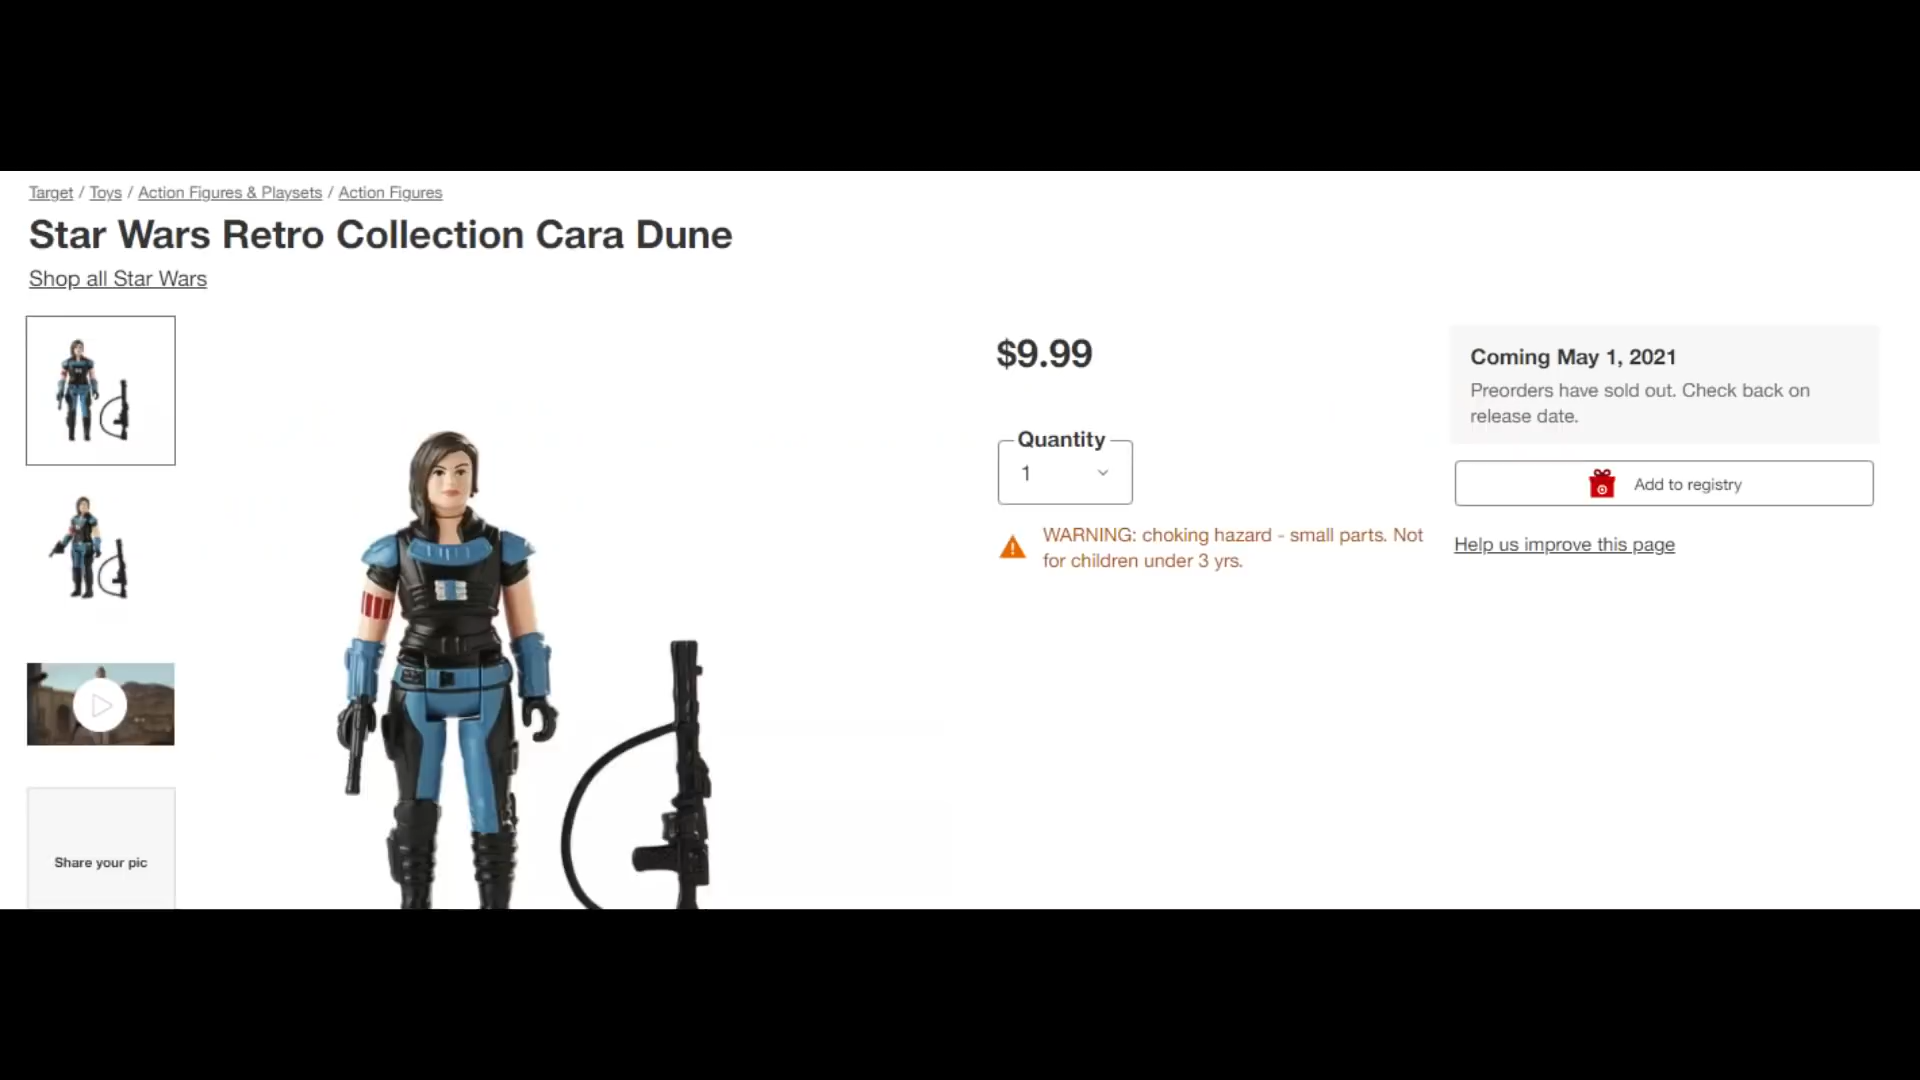 Target / Toys / Action Figures & Playsets / Action Figures
Star Wars Retro Collection Cara Dune
Shop all Star Wars
$9.99
Quantity
1
WARNING: choking hazard - small parts. Not
for children under 3 yrs.
Coming May 1, 2021
Preorders have sold out. Check back on
release date.
Add to registry
Help us improve this page
Share your pic